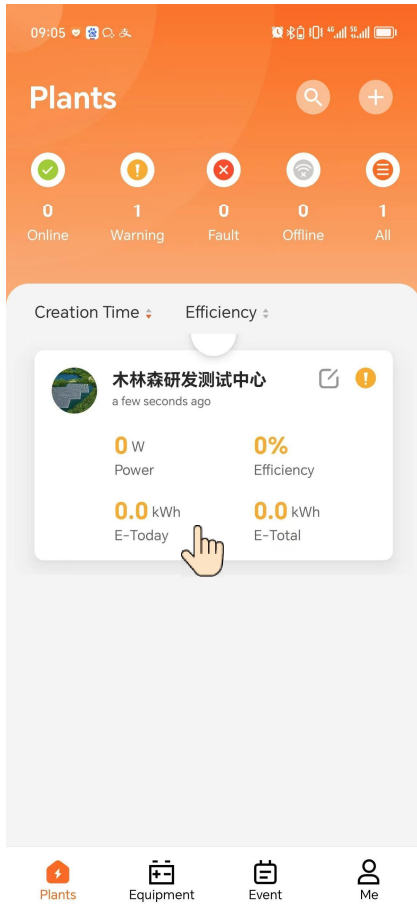 09:05
Plants
0 1 0 0 1
Online Warning Fault Offline All
Creation Time Efficiency
木林森研发测试中心
a few seconds ago
0 W 0%
Power Efficiency
0.0 kWh 0.0 kWh
E-Today E-Total
Plants Equipment Event Me